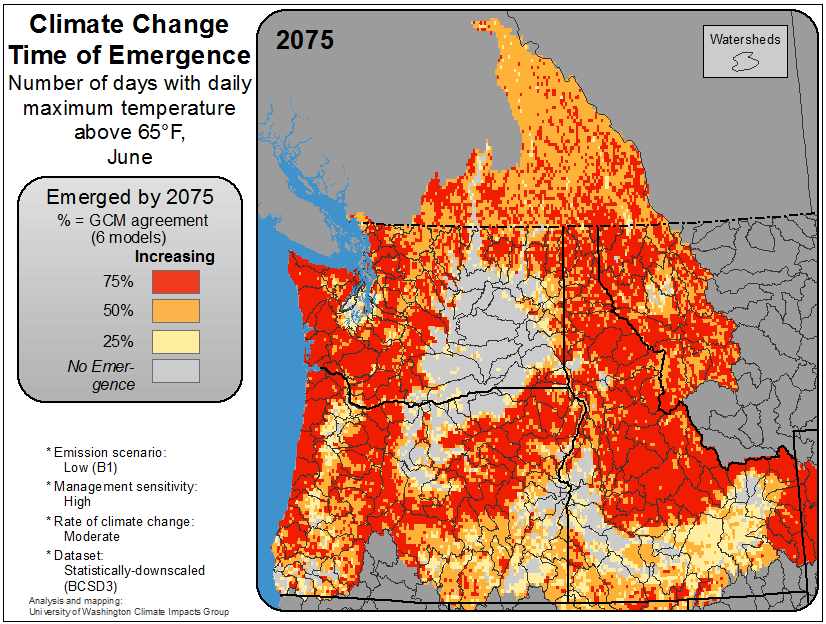 Climate Change
Time of Emergence
Number of days with daily
maximum temperature
above 65°F,
June
Emerged by 2075
% = GCM agreement
(6 models)
Increasing
75%
50%
25%
No Emer-
gence
* Emission scenario:
Low (B1)
* Management sensitivity:
High
* Rate of climate change:
Moderate
* Dataset:
Statistically-downscaled
(BCSD3)
Analysis and mapping:
University of Washington Climate Impacts Group
2075
Watersheds